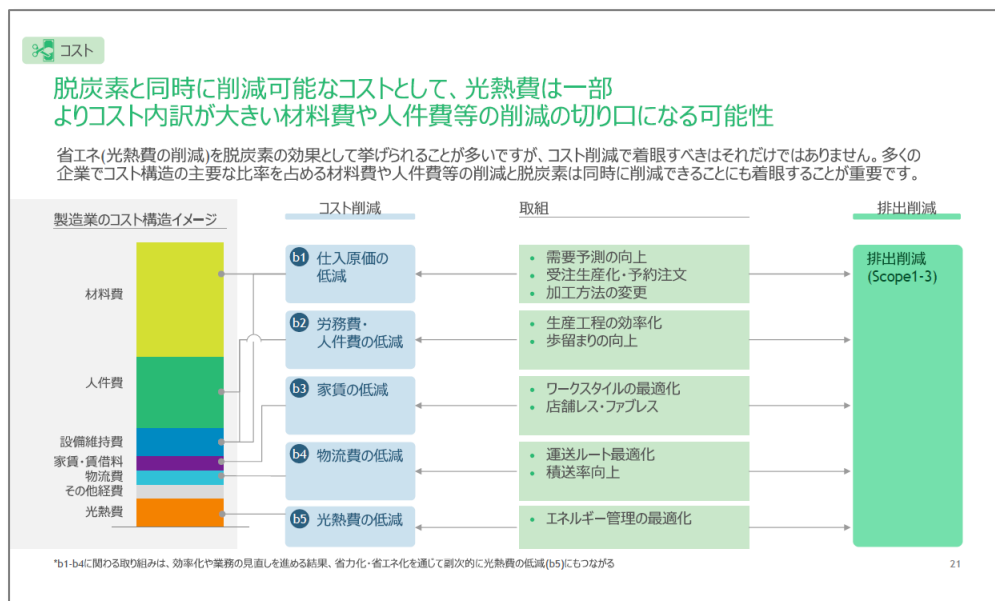 コスト
脱炭素と同時に削減可能なコストとして、光熱費は一部
よりコスト内訳が大きい材料費や人件費等の削減の切り口になる可能性
省エネ(光熱費の削減)を脱炭素の効果として挙げられることが多いですが、コスト削減で着眼すべきはそれだけではありません。多くの
企業でコスト構造の主要な比率を占める材料費や人件費等の削減と脱炭素は同時に削減できることにも着眼することが重要です。
製造業のコスト構造イメージ
材料費
人件費
設備維持費
家賃・賃借料
物流費
その他経費
光熱費
コスト削減
b1 仕入原価の
低減
b2 労務費・
人件費の低減
b3 家賃の低減
b4 物流費の低減
b5 光熱費の低減
取組
• 需要予測の向上
• 受注生産化・予約注文
• 加工方法の変更
• 生産工程の効率化
• 歩留まりの向上
• ワークスタイルの最適化
• 店舗レス・ファブレス
• 運送ルート最適化
• 積送率向上
• エネルギー管理の最適化
排出削減
排出削減
(Scope1-3)
*b1-b4に関わる取り組みは、効率化や業務の見直しを進める結果、省力化・省エネ化を通じて副次的に光熱費の低減(b5)にもつながる
21